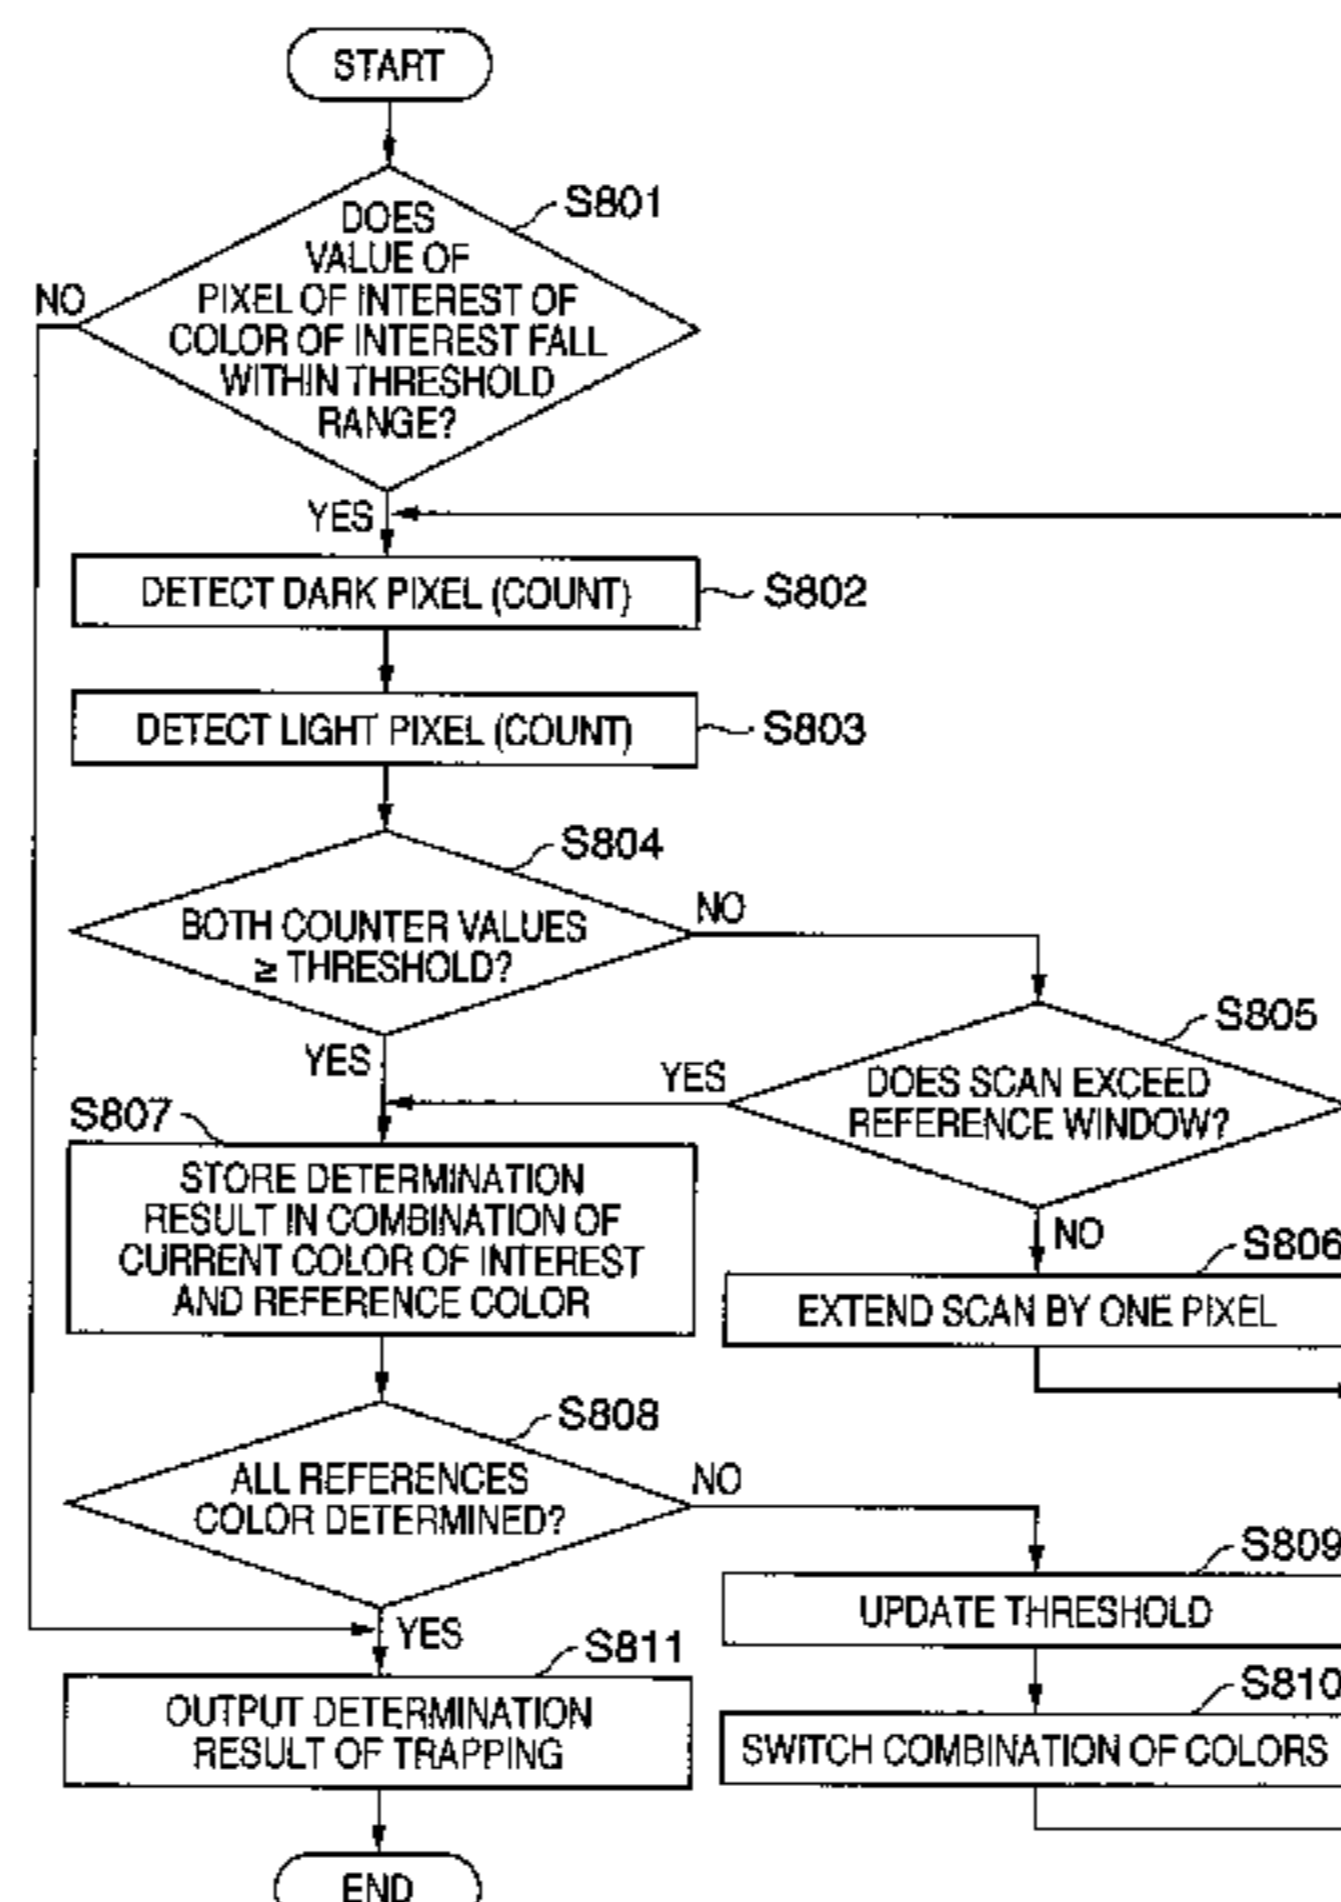 START
S801
DOES
VALUE OF
PIXEL OF INTEREST OF
COLOR OF INTEREST FALL
WITHIN THRESHOLD
RANGE?
NO
YES
DETECT DARK PIXEL (COUNT)
S802
DETECT LIGHT PIXEL (COUNT)
S803
S804
BOTH COUNTER VALUES
≥ THRESHOLD?
NO
YES
S805
DOES SCAN EXCEED
REFERENCE WINDOW?
YES
NO
S806
EXTEND SCAN BY ONE PIXEL
S807
STORE DETERMINATION
RESULT IN COMBINATION OF
CURRENT COLOR OF INTEREST
AND REFERENCE COLOR
S808
ALL REFERENCES
COLOR DETERMINED?
NO
YES
S809
UPDATE THRESHOLD
S810
SWITCH COMBINATION OF COLORS
S811
OUTPUT DETERMINATION
RESULT OF TRAPPING
END